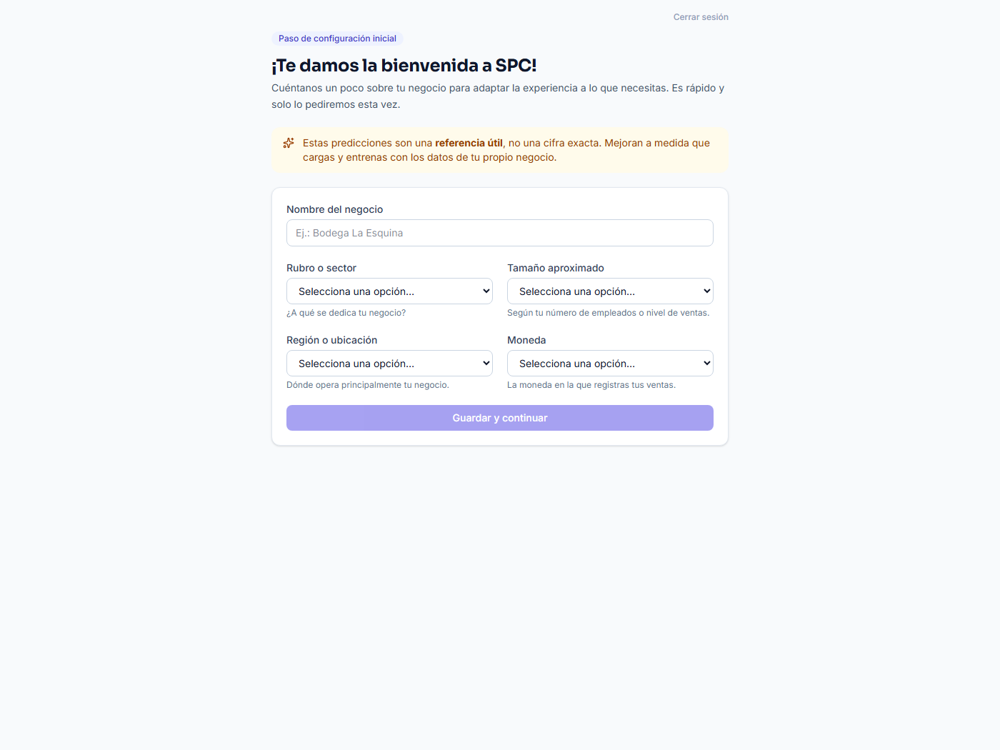 Cerrar sesión
Paso de configuración inicial
¡Te damos la bienvenida a SPC!
Cuéntanos un poco sobre tu negocio para adaptar la experiencia a lo que necesitas. Es rápido y
solo lo pediremos esta vez.
Estas predicciones son una referencia útil, no una cifra exacta. Mejoran a medida que
cargas y entrenas con los datos de tu propio negocio.
Nombre del negocio
Ej.: Bodega La Esquina
Rubro o sector
Selecciona una opción...
¿A qué se dedica tu negocio?
Tamaño aproximado
Selecciona una opción...
Según tu número de empleados o nivel de ventas.
Región o ubicación
Selecciona una opción...
Dónde opera principalmente tu negocio.
Moneda
Selecciona una opción...
La moneda en la que registras tus ventas.
Guardar y continuar